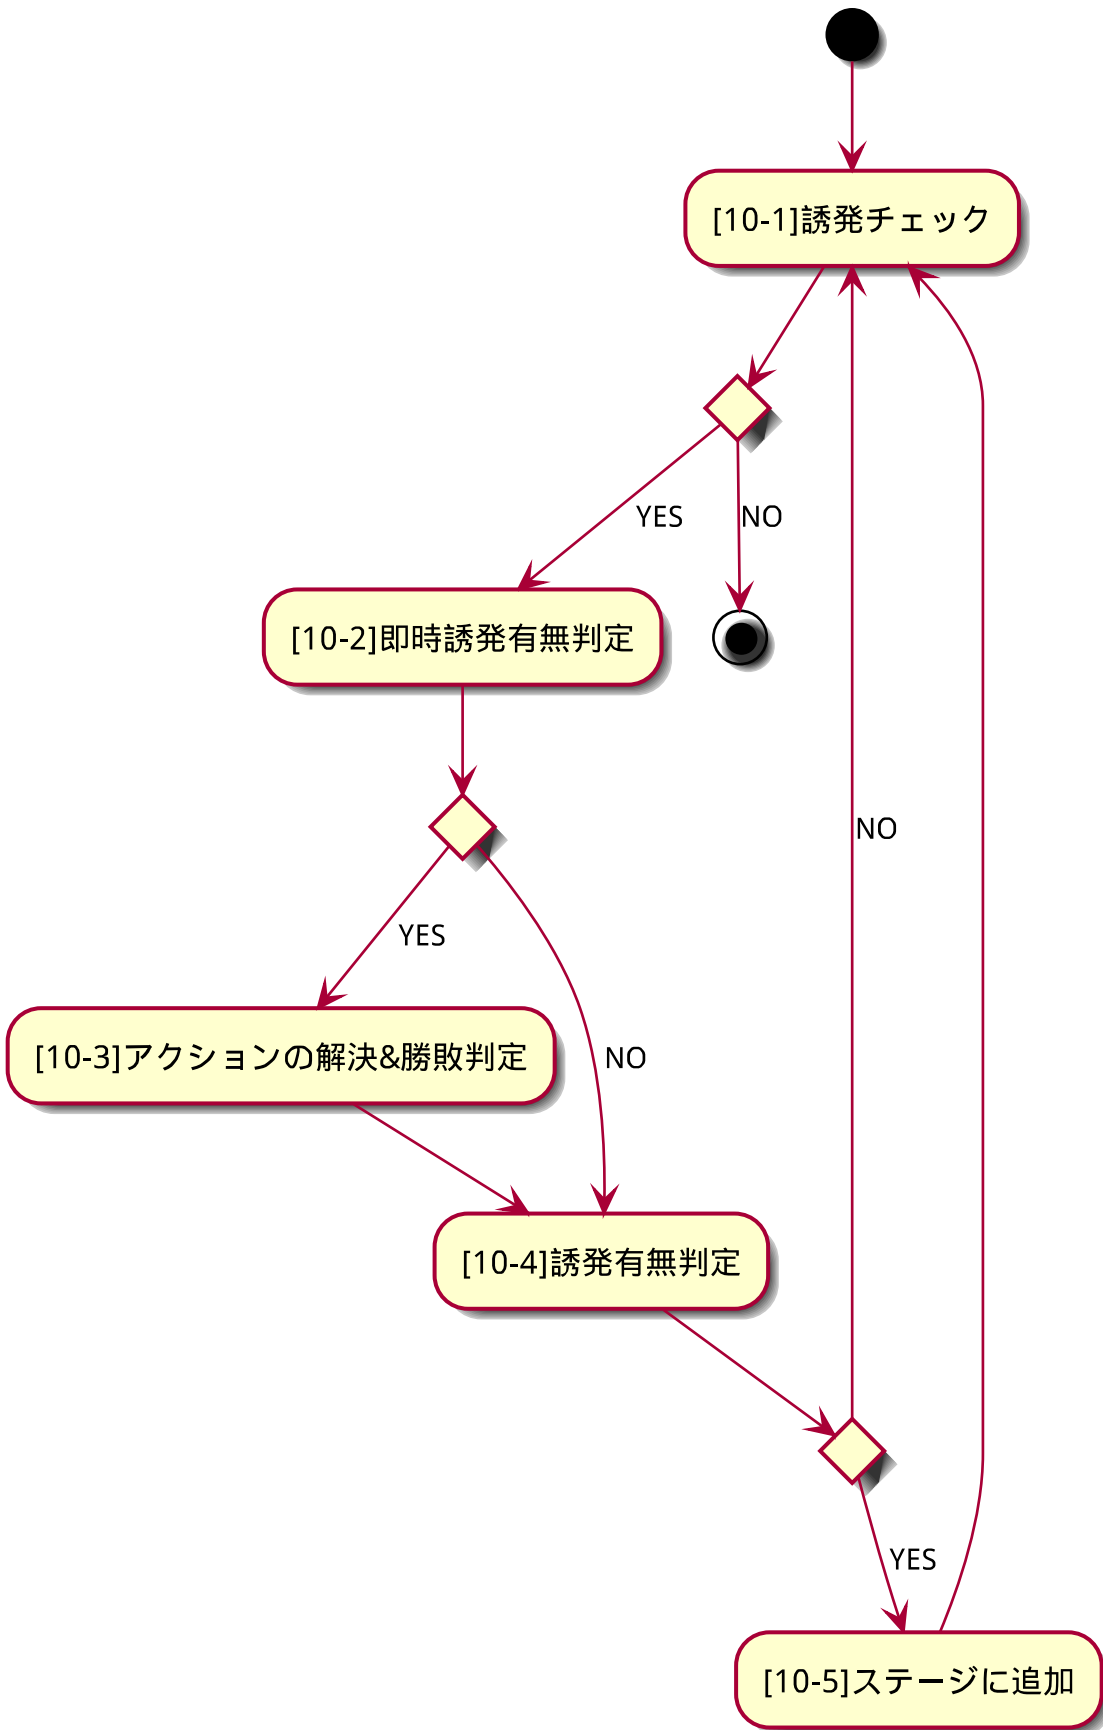 [10-1]誘発チェック
YES
NO
[10-2]即時誘発有無判定
NO
YES
[10-3]アクションの解決&勝敗判定
NO
[10-4]誘発有無判定
YES
[10-5]ステージに追加